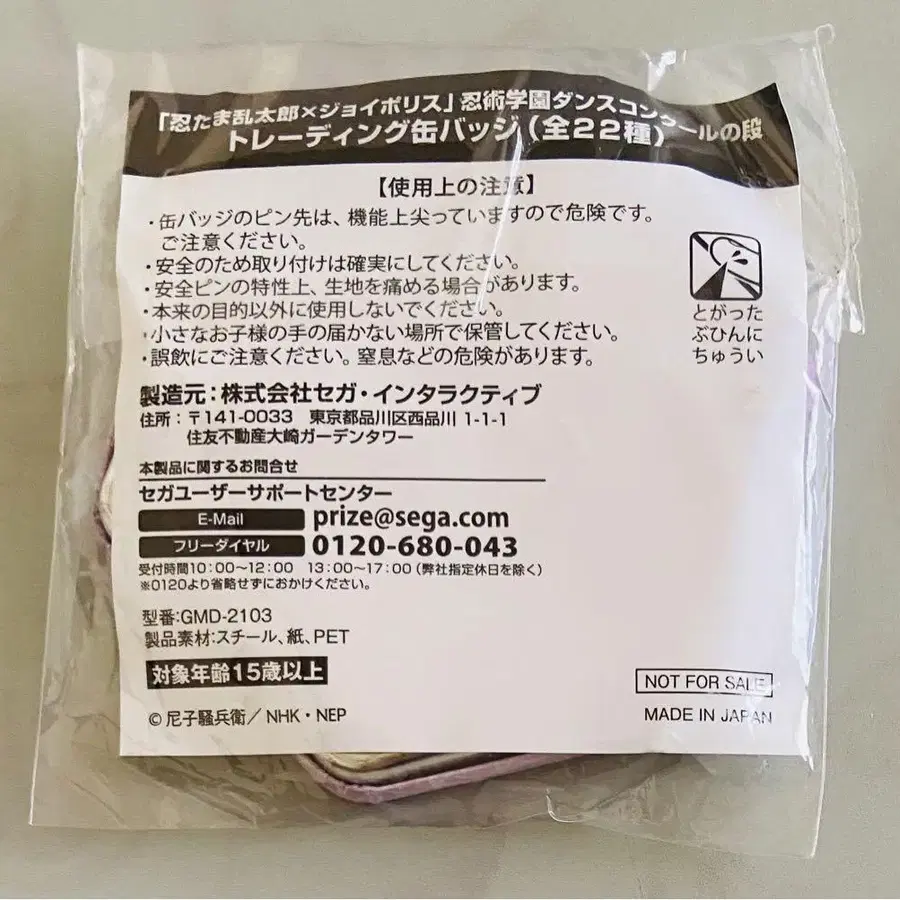 「忍たま乱太郎×ジョイポリス」忍術学園ダンスコンクールの段
トレーディング缶バッジ(全22種)
【使用上の注意】
・缶バッジのピン先は、機能上尖っていますので危険です。
ご注意ください。
・安全のため取り付けは確実にしてください。
・安全ピンの特性上、生地を痛める場合があります。
・本来の目的以外に使用しないでください。
・小さなお子様の手の届かない場所で保管してください。
・誤飲にご注意ください。窒息などの危険があります。
とがった
ぶひんに
ちゅうい
製造元:株式会社セガ・インタラクティブ
住所:〒141-0033 東京都品川区西品川 1-1-1
住友不動産大崎ガーデンタワー
本製品に関するお問合せ
セガユーザーサポートセンター
E-Mail prize@sega.com
フリーダイヤル 0120-680-043
受付時間10:00~12:00 13:00~17:00(弊社指定休日を除く)
※0120より省略せずにおかけください。
型番:GMD-2103
製品素材:スチール、紙、PET
対象年齢15歳以上
NOT FOR SALE
©尼子騒兵衛/NHK・NEP
MADE IN JAPAN